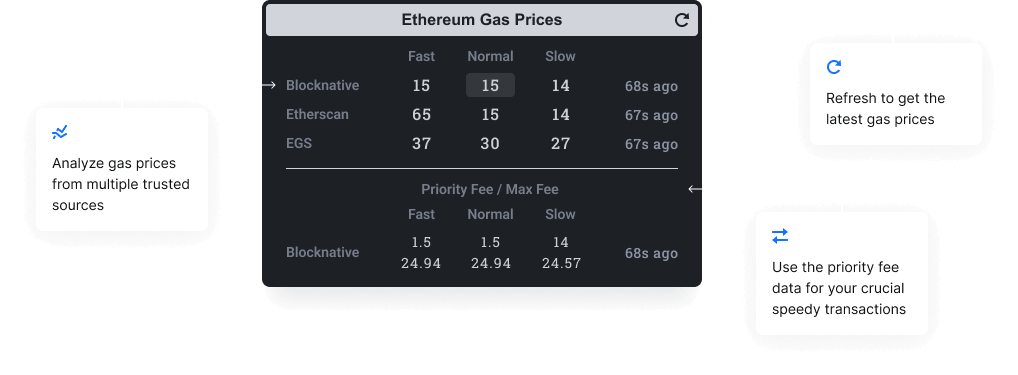 Ethereum Gas Prices
Fast Normal Slow
Blocknative 15 15 14 68s ago
Etherscan 65 15 14 67s ago
EGS 37 30 27 67s ago
Priority Fee / Max Fee
Fast Normal Slow
Blocknative 1.5 1.5 14 68s ago
24.94 24.94 24.57
Analyze gas prices
from multiple trusted
sources
Refresh to get the
latest gas prices
Use the priority fee
data for your crucial
speedy transactions